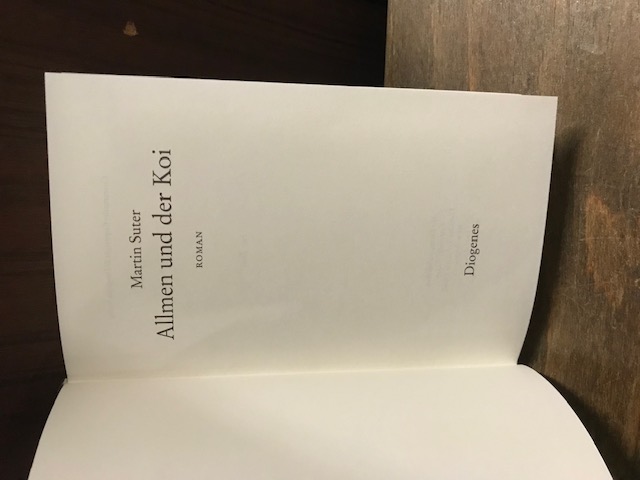 Martin Suter
Allmen und der Koi
ROMAN
Diogenes